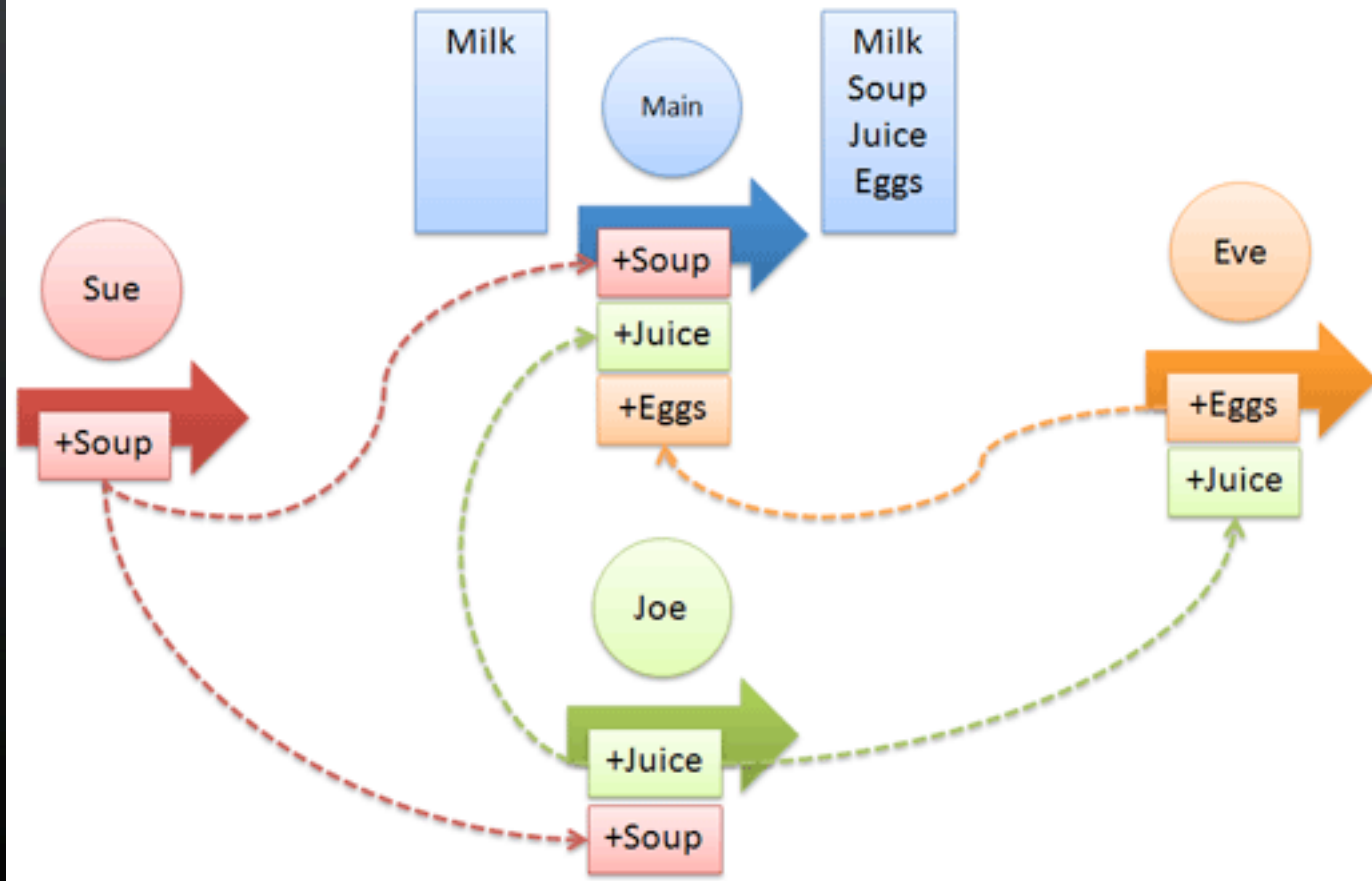 Milk
Main
Milk
Soup
Juice
Eggs
Sue
+Soup
+Soup
+Juice
+Eggs
Eve
+Eggs
+Juice
Joe
+Juice
+Soup